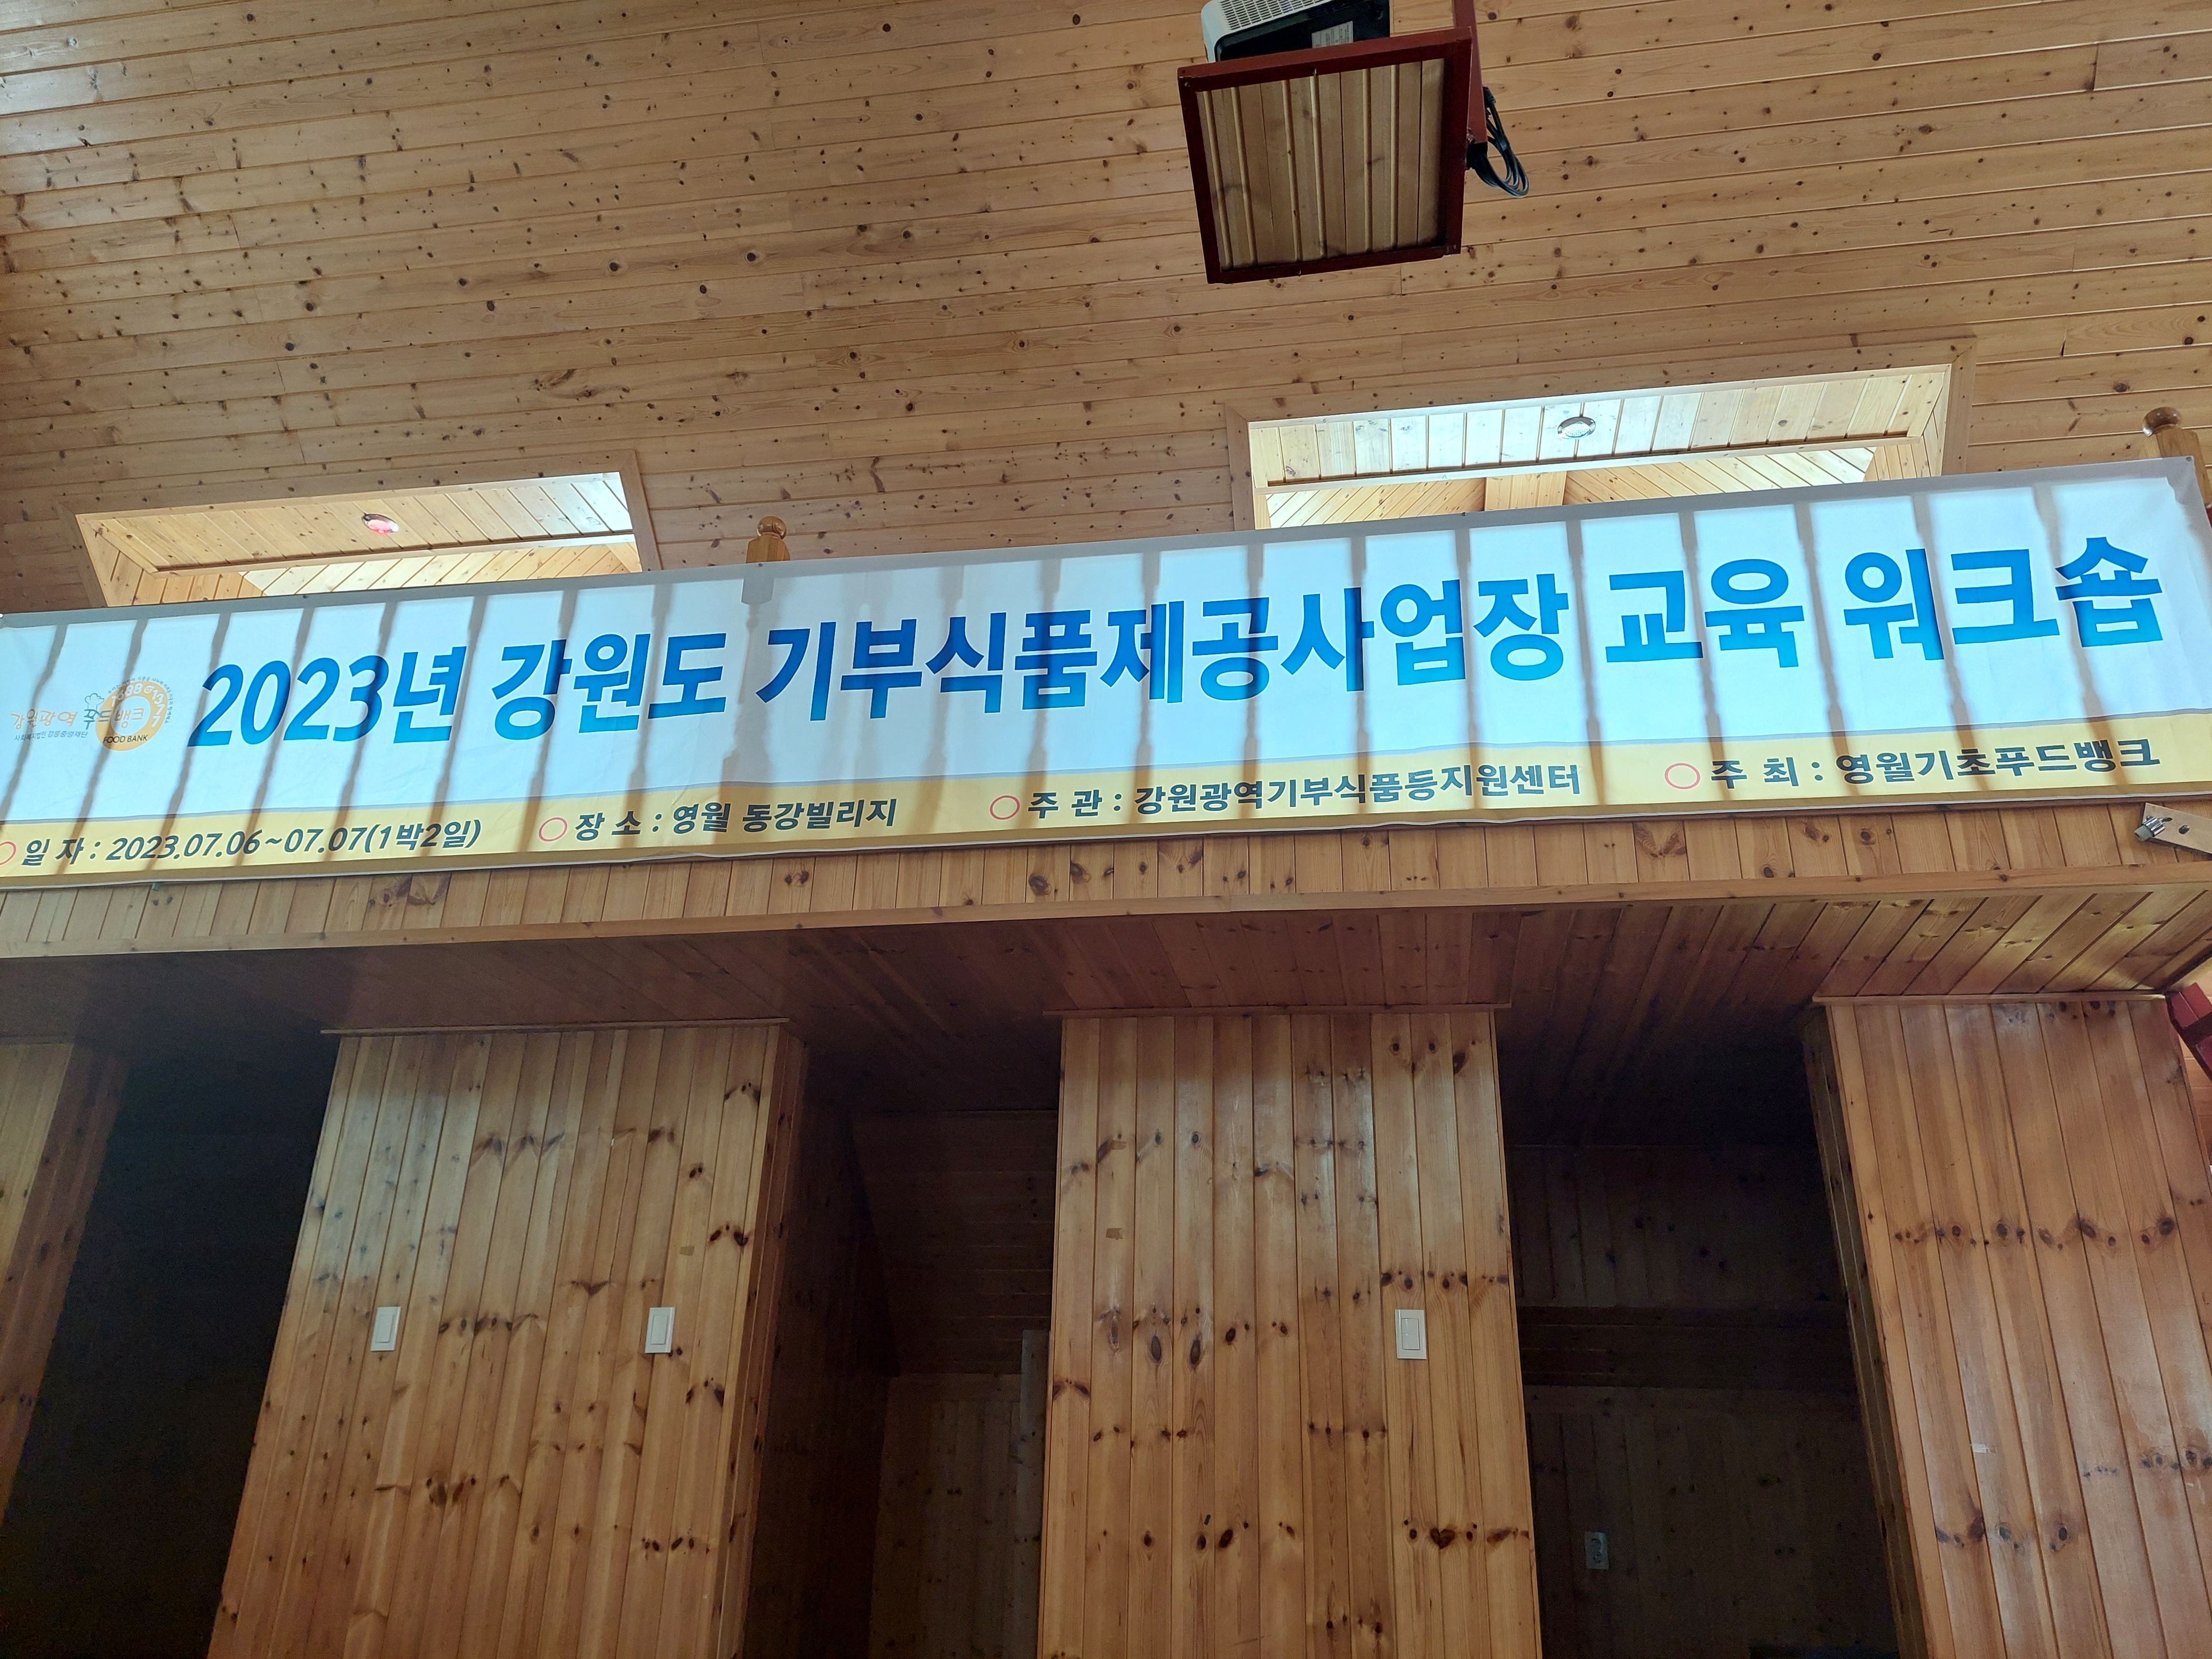 강원광역 푸드뱅크
FOOD BANK
2023년 강원도 기부식품제공사업장 교육 워크숍
일 자 : 2023.07.06~07.07(1박2일) ○ 장 소 : 영월 동강빌리지 ○ 주 관 : 강원광역기부식품등지원센터 ○ 주 최 : 영월기초푸드뱅크